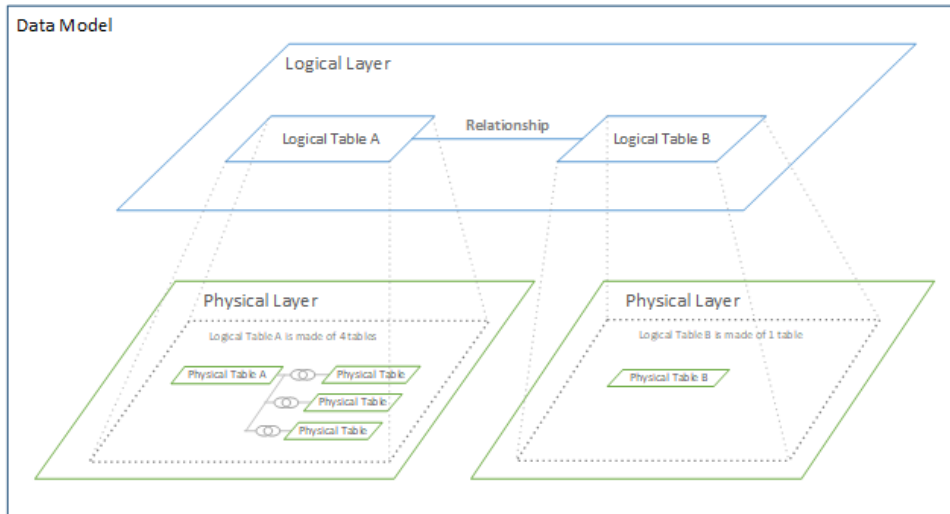 Data Model
Logical Layer
Relationship
Logical Table A
Logical Table B
Physical Layer
Logical Table A is made of 4 tables
Physical Table A
Physical Table
Physical Table
Physical Table
Physical Layer
Logical Table B is made of 1 table
Physical Table B